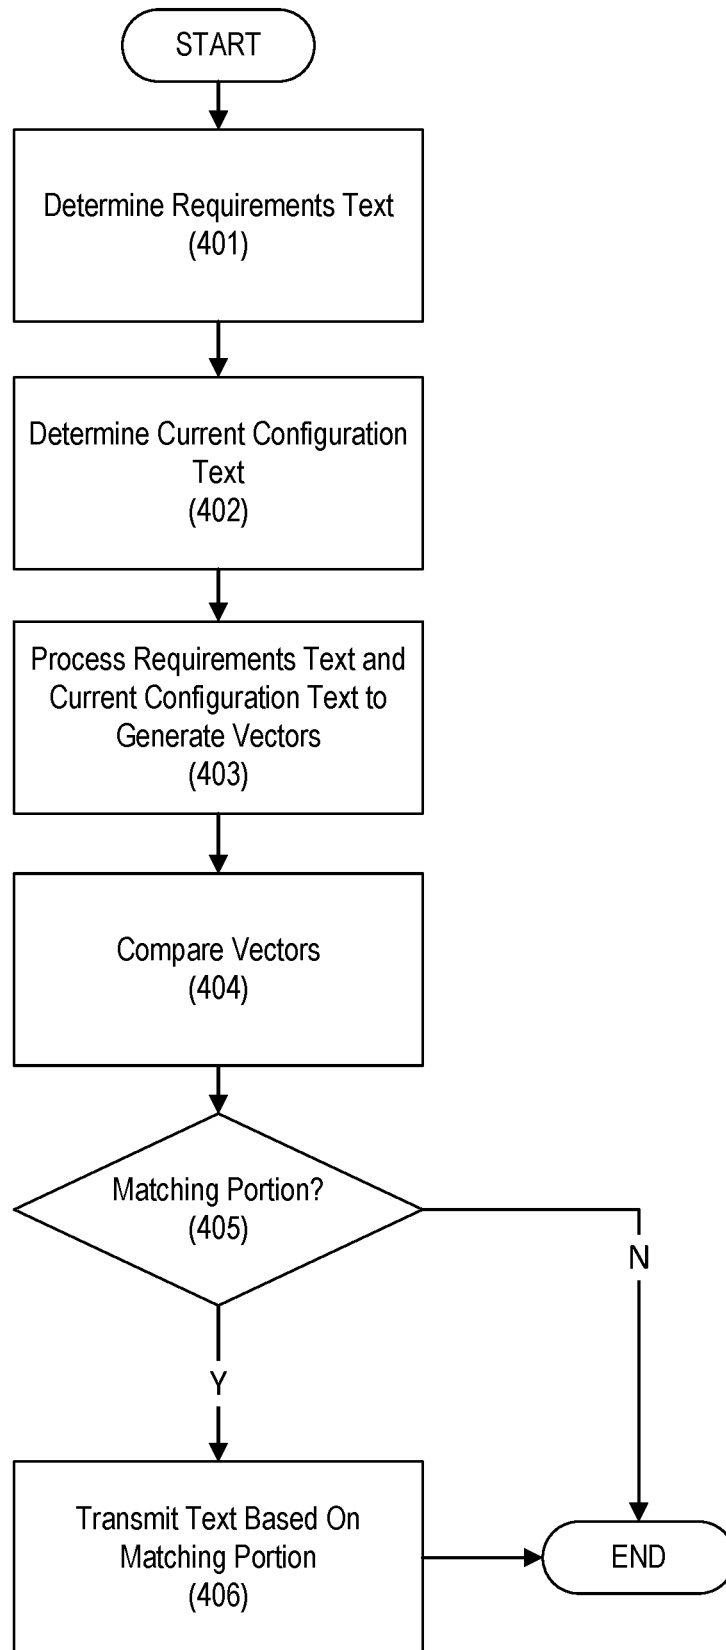 START
Determine Requirements Text
(401)
Determine Current Configuration
Text
(402)
Process Requirements Text and
Current Configuration Text to
Generate Vectors
(403)
Compare Vectors
(404)
Matching Portion?
(405)
N
Y
Transmit Text Based On
Matching Portion
(406)
END